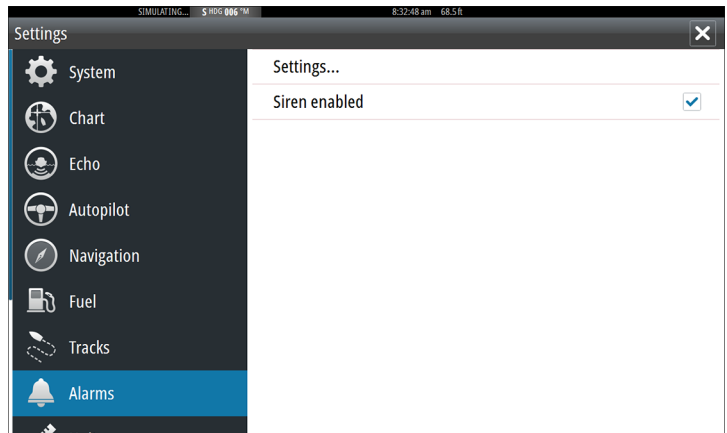 SIMULATING... S HDG 006 °M 8:32:48 am 68.5 ft
Settings
System
Chart
Echo
Autopilot
Navigation
Fuel
Tracks
Alarms
Settings...
Siren enabled